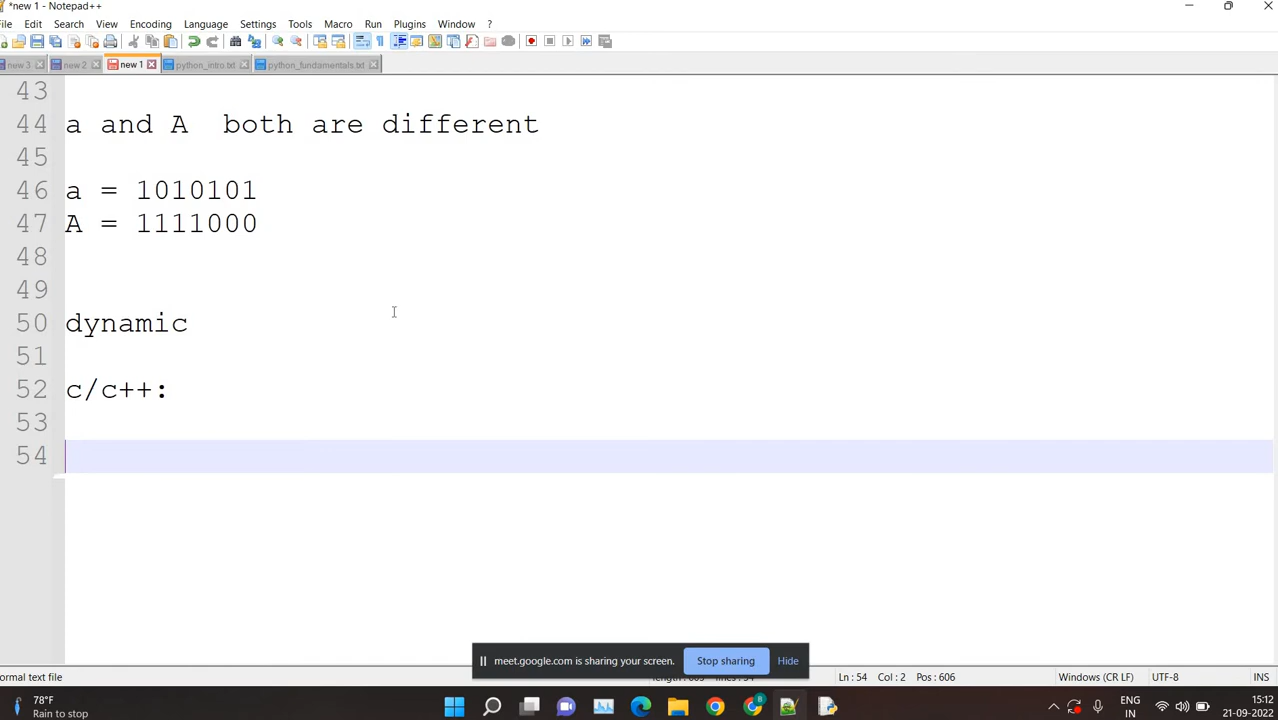 *new 1 - Notepad++
File Edit Search View Encoding Language Settings Tools Macro Run Plugins Window ?
new 3 new 2 new 1 python_intro.txt python_fundamentals.txt
43
44 a and A  both are different
45
46 a = 1010101
47 A = 1111000
48
49
50 dynamic
51
52 c/c++:
53
54
meet.google.com is sharing your screen. Stop sharing Hide
ormal text file Ln : 54 Col : 2 Pos : 606 Windows (CR LF) UTF-8 INS
78°F
Rain to stop
8
ENG
IN
15:12
21-09-2022